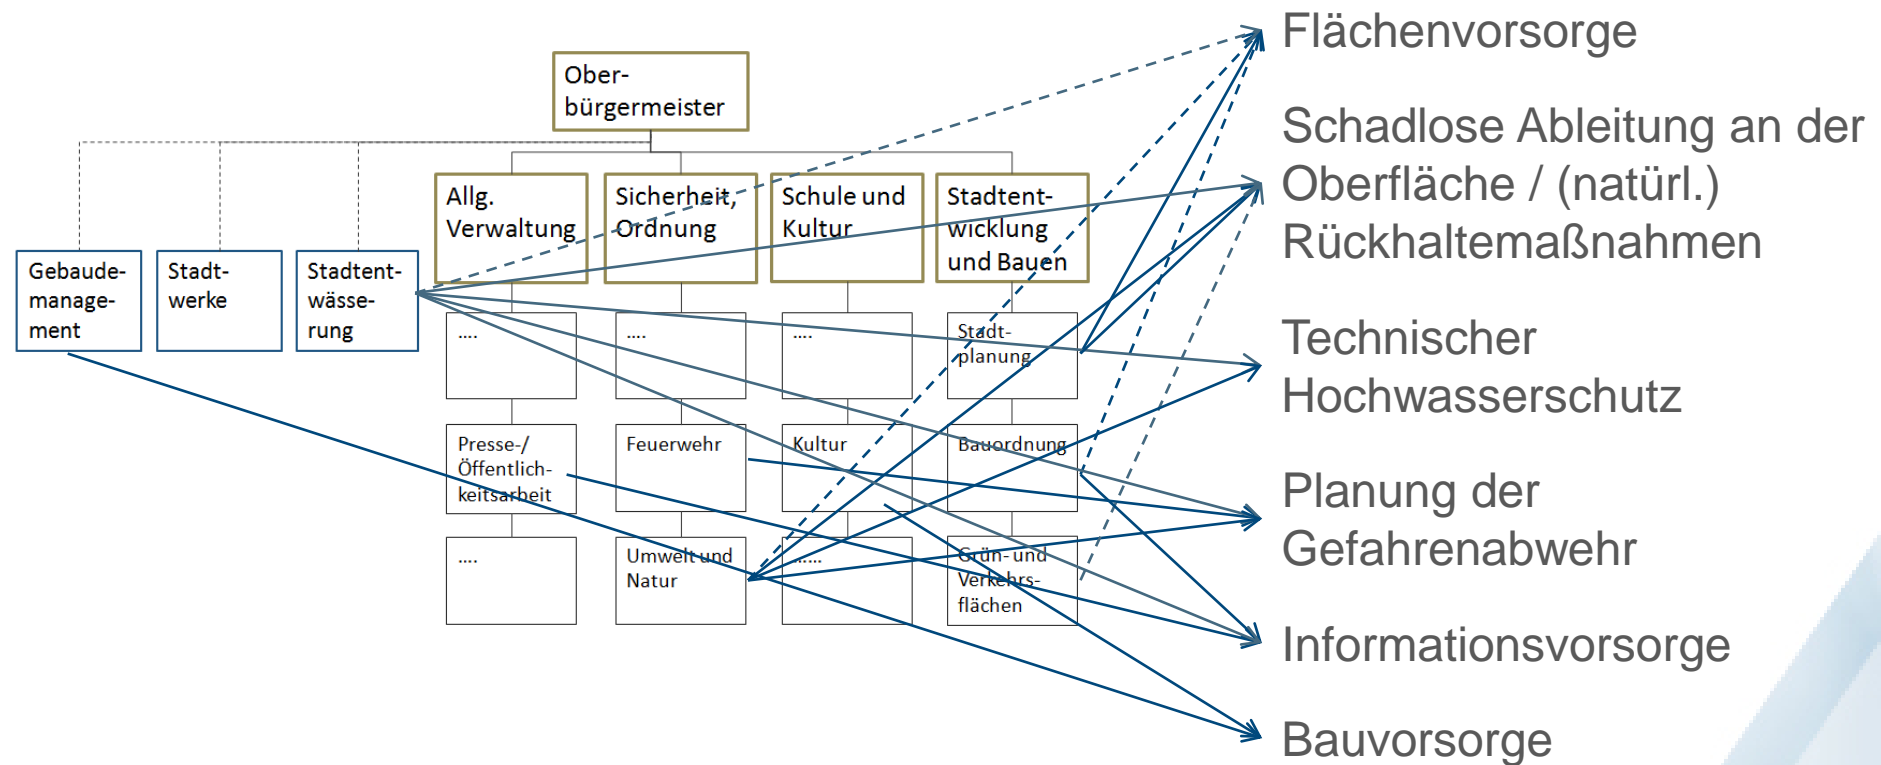 Ober-
bürgermeister
Allg.
Verwaltung
Sicherheit,
Ordnung
Schule und
Kultur
Stadtent-
wicklung
und Bauen
Gebaude-
manage-
ment
Stadt-
werke
Stadtent-
wässe-
rung
....
....
....
Stadt-
planung
Presse-/
Öffentlich-
keitsarbeit
Feuerwehr
Kultur
Bauordnung
....
Umwelt und
Natur
......
Grün- und
Verkehrs-
flächen
Flächenvorsorge
Schadlose Ableitung an der
Oberfläche / (natürl.)
Rückhaltemaßnahmen
Technischer
Hochwasserschutz
Planung der
Gefahrenabwehr
Informationsvorsorge
Bauvorsorge